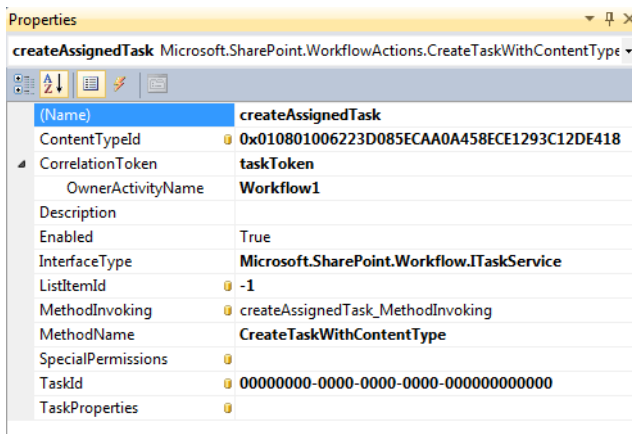 Properties
createAssignedTask Microsoft.SharePoint.WorkflowActions.CreateTaskWithContentType
(Name) createAssignedTask
ContentTypeId 0x010801006223D085ECAA0A458ECE1293C12DE418
CorrelationToken taskToken
OwnerActivityName Workflow1
Description
Enabled True
InterfaceType Microsoft.SharePoint.Workflow.ITaskService
ListItemId -1
MethodInvoking createAssignedTask_MethodInvoking
MethodName CreateTaskWithContentType
SpecialPermissions
TaskId 00000000-0000-0000-0000-000000000000
TaskProperties